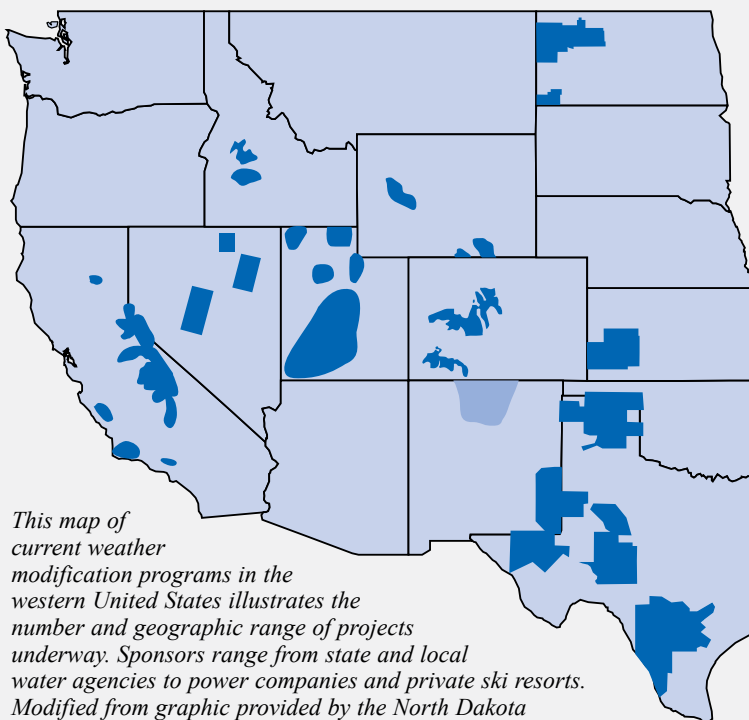 This map of
current weather
modification programs in the
western United States illustrates the
number and geographic range of projects
underway. Sponsors range from state and local
water agencies to power companies and private ski resorts.
Modified from graphic provided by the North Dakota